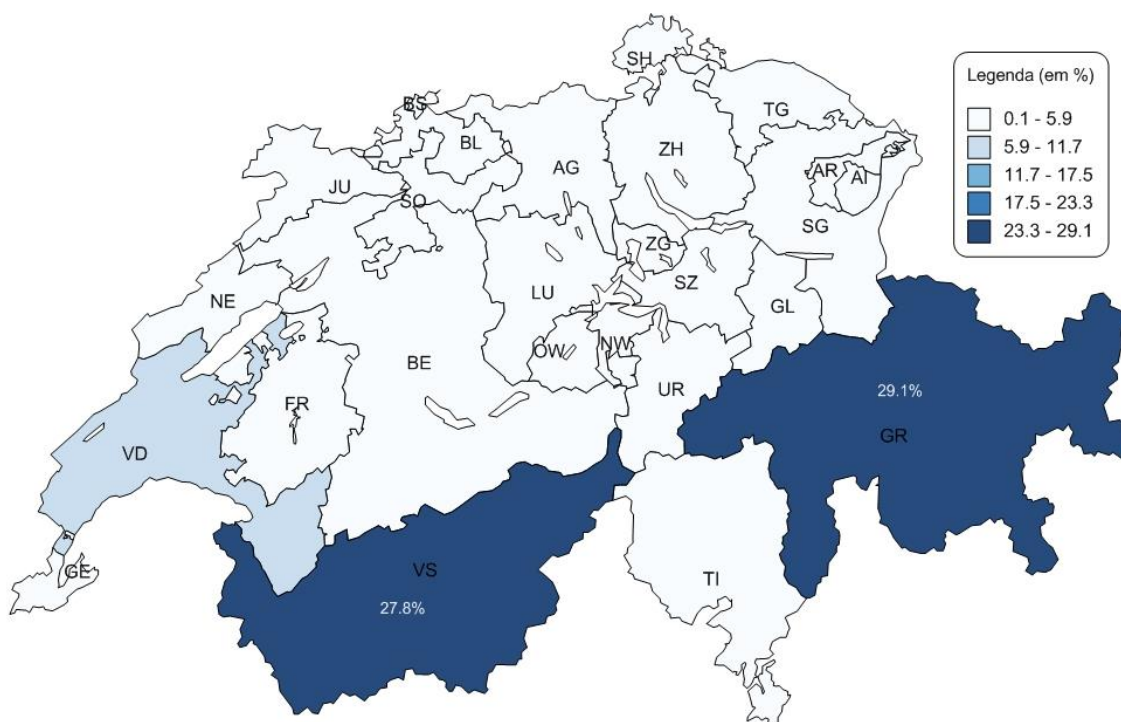 SH
Legenda (em %)
0.1 - 5.9
5.9 - 11.7
11.7 - 17.5
17.5 - 23.3
23.3 - 29.1
BS
BL
TG
ZH
AG
AR
AI
JU
SO
SG
ZG
NE
LU
SZ
GL
OW
NW
BE
UR
FR
29.1%
GR
VD
GE
VS
TI
27.8%